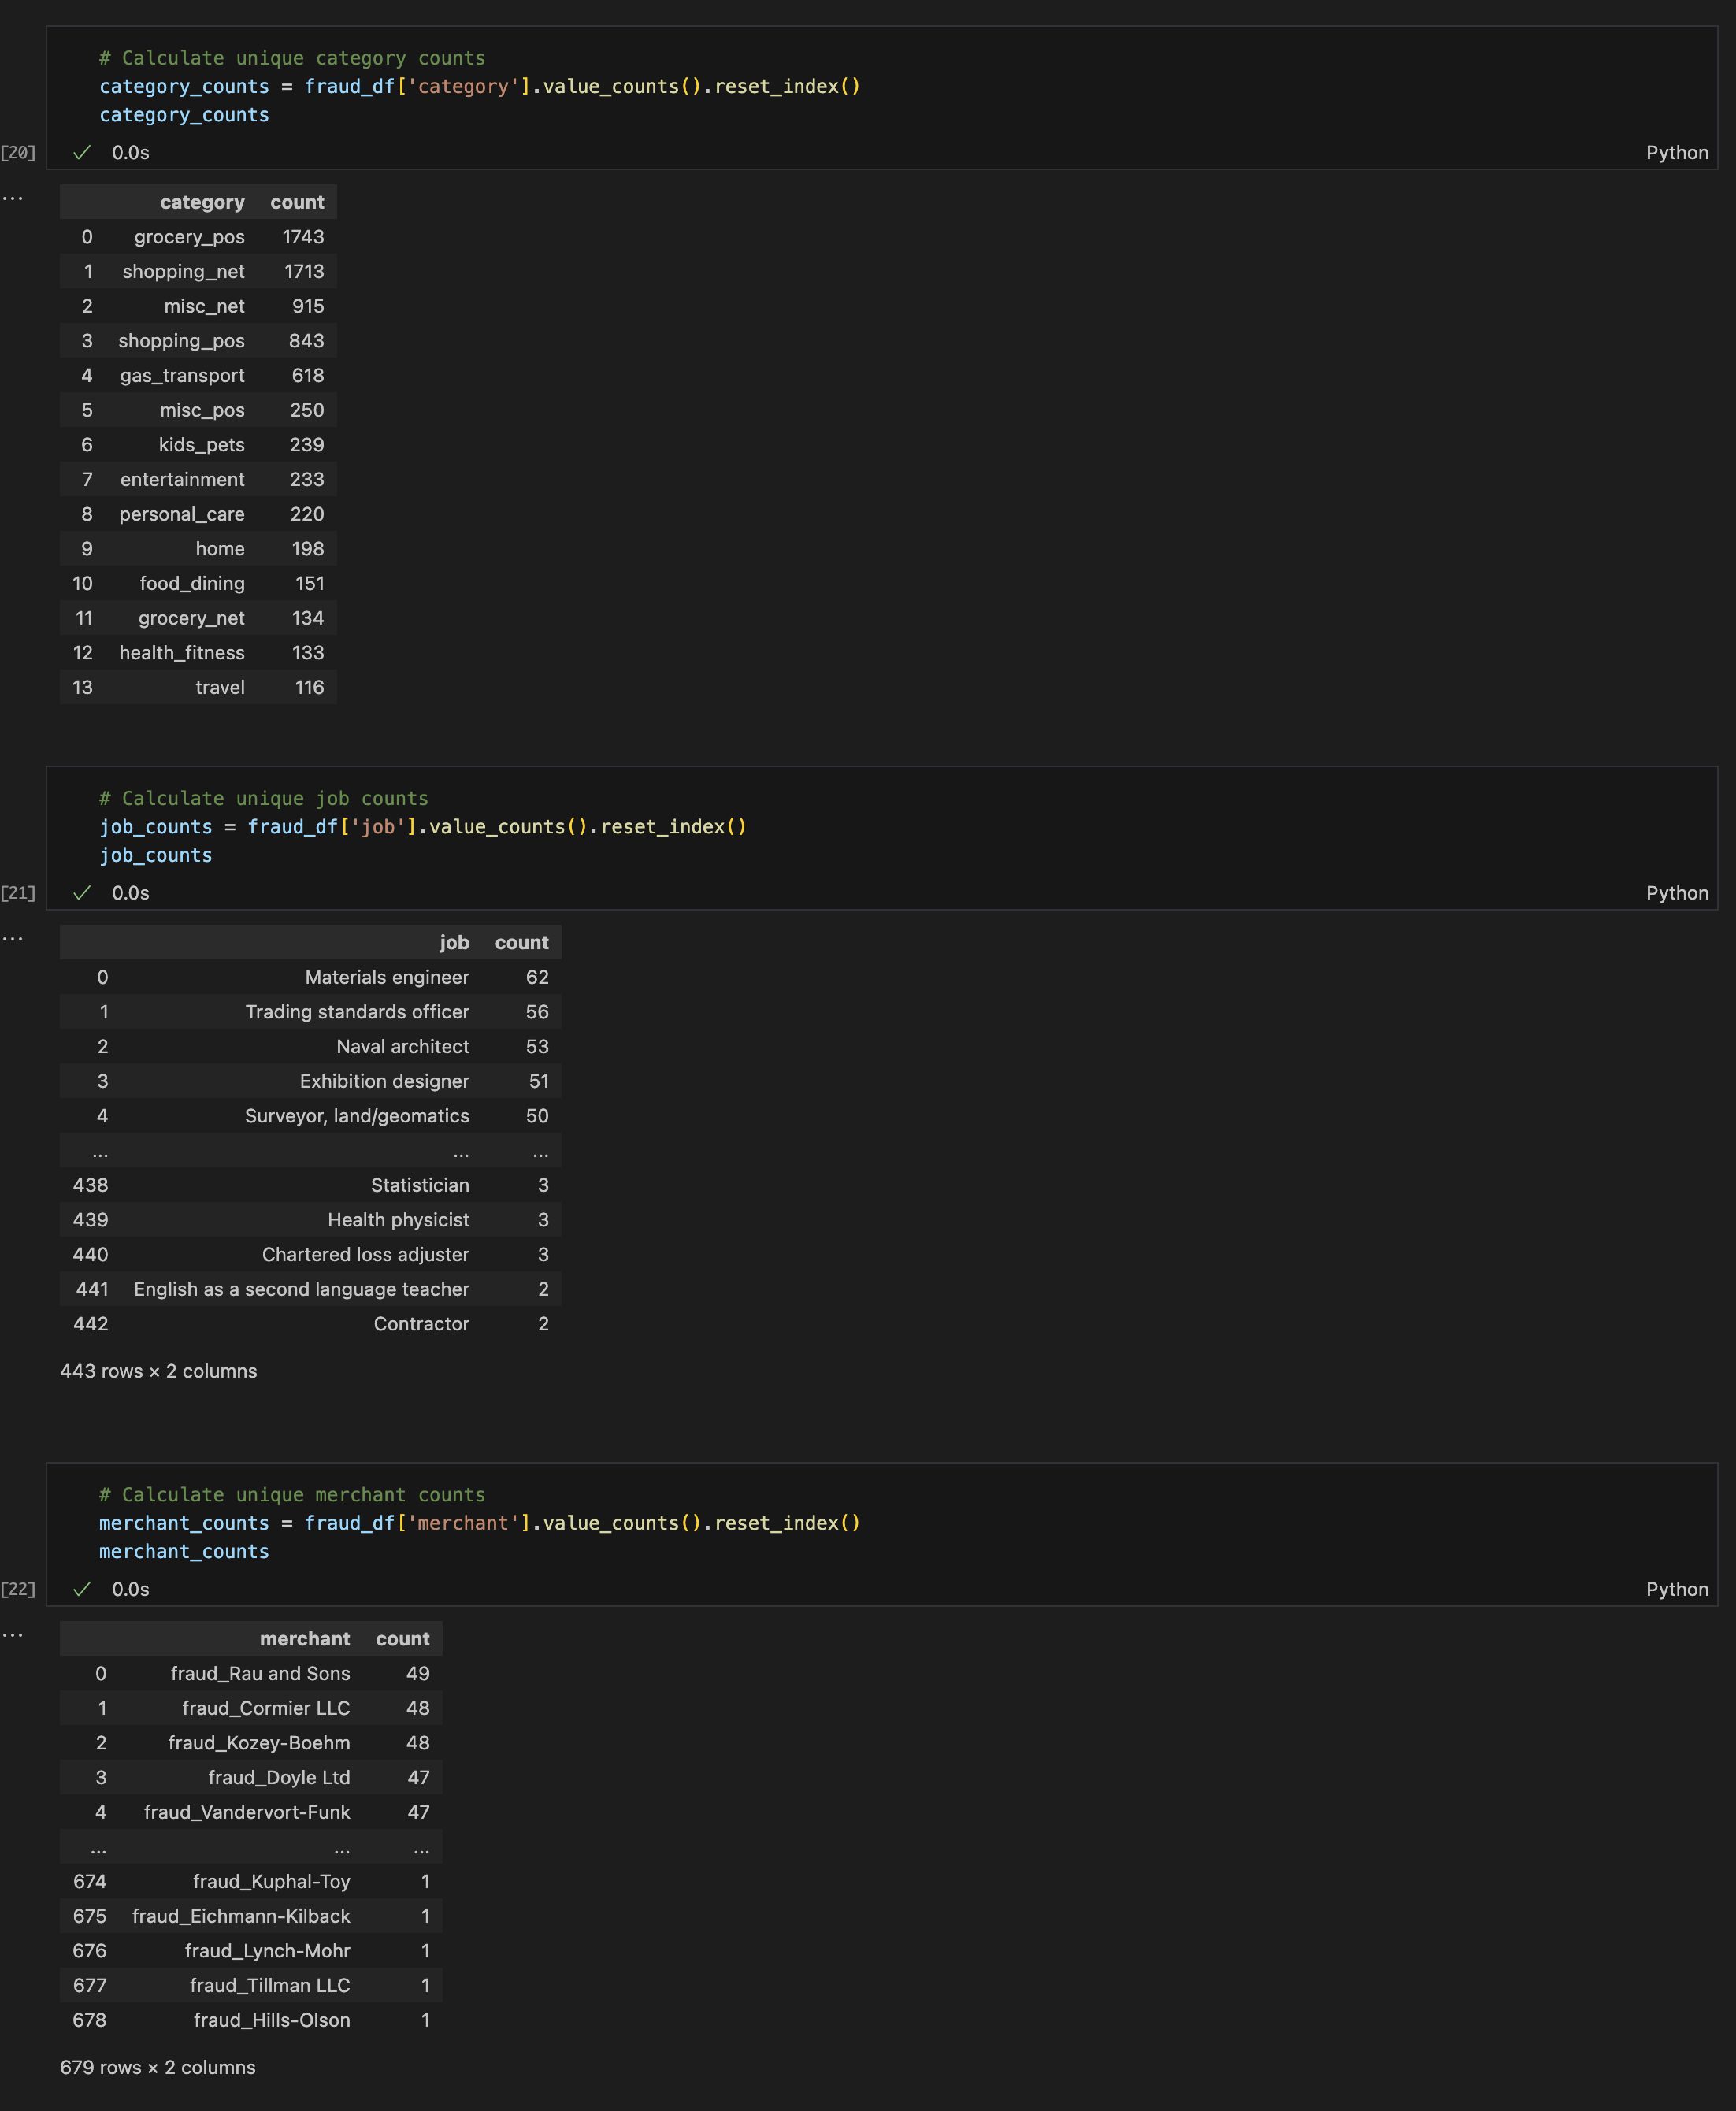 # Calculate unique category counts
category_counts = fraud_df['category'].value_counts().reset_index()
category_counts
[20] ✓ 0.0s Python
... category count
0 grocery_pos 1743
1 shopping_net 1713
2 misc_net 915
3 shopping_pos 843
4 gas_transport 618
5 misc_pos 250
6 kids_pets 239
7 entertainment 233
8 personal_care 220
9 home 198
10 food_dining 151
11 grocery_net 134
12 health_fitness 133
13 travel 116
# Calculate unique job counts
job_counts = fraud_df['job'].value_counts().reset_index()
job_counts
[21] ✓ 0.0s Python
... job count
0 Materials engineer 62
1 Trading standards officer 56
2 Naval architect 53
3 Exhibition designer 51
4 Surveyor, land/geomatics 50
... ... ...
438 Statistician 3
439 Health physicist 3
440 Chartered loss adjuster 3
441 English as a second language teacher 2
442 Contractor 2
443 rows × 2 columns
# Calculate unique merchant counts
merchant_counts = fraud_df['merchant'].value_counts().reset_index()
merchant_counts
[22] ✓ 0.0s Python
... merchant count
0 fraud_Rau and Sons 49
1 fraud_Cormier LLC 48
2 fraud_Kozey-Boehm 48
3 fraud_Doyle Ltd 47
4 fraud_Vandervort-Funk 47
... ... ...
674 fraud_Kuphal-Toy 1
675 fraud_Eichmann-Kilback 1
676 fraud_Lynch-Mohr 1
677 fraud_Tillman LLC 1
678 fraud_Hills-Olson 1
679 rows × 2 columns